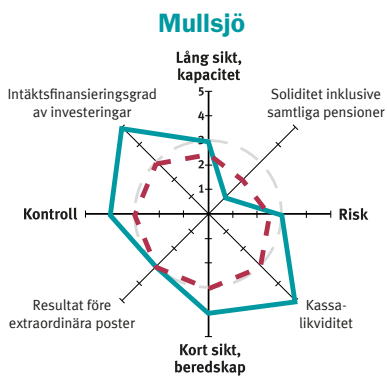 Mullsjö
Lång sikt,
kapacitet
Intäktsfinansieringsgrad
av investeringar
Soliditet inklusive
samtliga pensioner
5
4
3
2
1
Kontroll
Risk
Resultat före
extraordinära poster
Kassa-
likviditet
Kort sikt,
beredskap